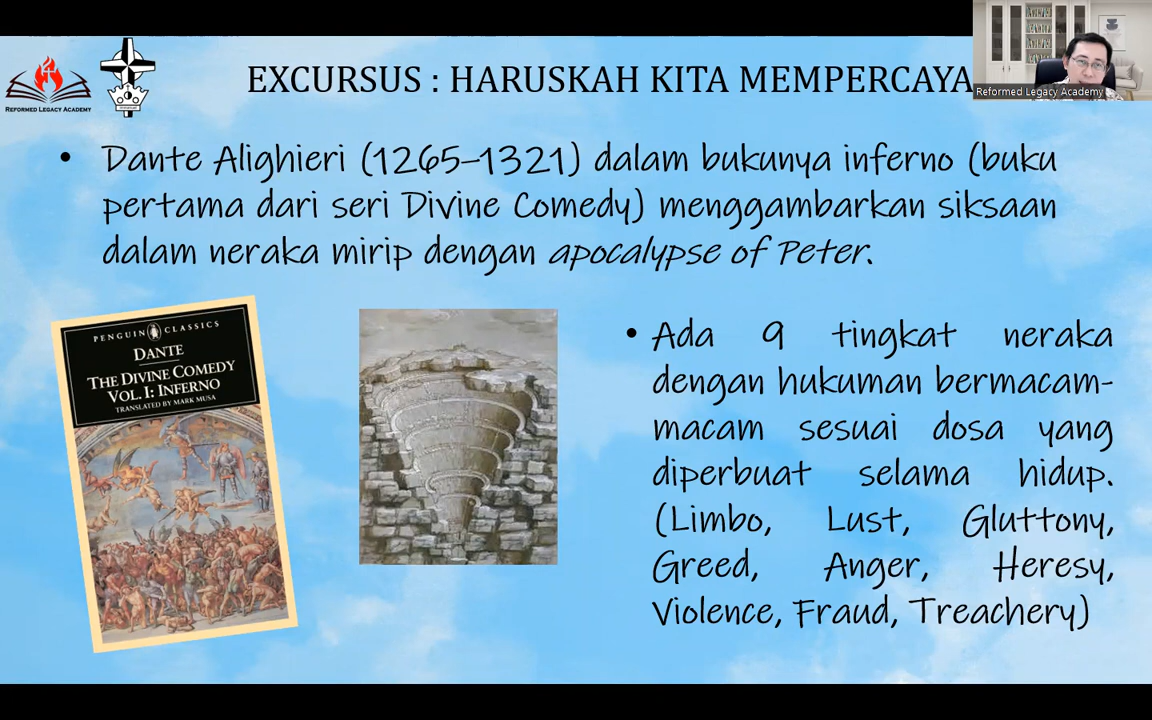 REFORMED LEGACY ACADEMY
EXCURSUS : HARUSKAH KITA MEMPERCAYA
Reformed Legacy Academy
• Dante Alighieri (1265–1321) dalam bukunya inferno (buku
pertama dari seri Divine Comedy) menggambarkan siksaan
dalam neraka mirip dengan apocalypse of Peter.
PENGUIN CLASSICS
DANTE
THE DIVINE COMEDY
VOL. I: INFERNO
TRANSLATED BY MARK MUSA
• Ada 9 tingkat neraka
dengan hukuman bermacam-
macam sesuai dosa yang
diperbuat selama hidup.
(Limbo, Lust, Gluttony,
Greed, Anger, Heresy,
Violence, Fraud, Treachery)